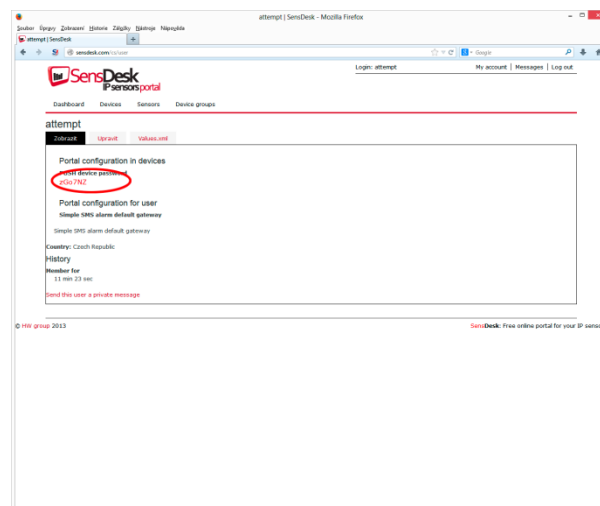 attempt | SensDesk - Mozilla Firefox
Soubor Úpravy Zobrazení Historie Záložky Nástroje Nápověda
attempt | SensDesk +
sensdesk.com/cs/user Google
Login: attempt My account | Messages | Log out
SensDesk
IP sensors portal
Dashboard Devices Sensors Device groups
attempt
Zobrazit Upravit Values.xml
Portal configuration in devices
PUSH device password
zGo7NZ
Portal configuration for user
Simple SMS alarm default gateway
Simple SMS alarm default gateway
Country: Czech Republic
History
Member for
11 min 23 sec
Send this user a private message
© HW group 2013 SensDesk: Free online portal for your IP senso